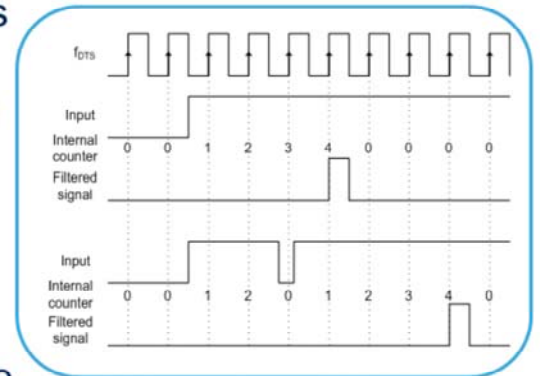 s
fDTS
Input
Internal
counter
0 0 1 2 3 4 0 0 0 0
Filtered
signal
Input
Internal
counter
0 0 1 2 0 1 2 3 4 0
Filtered
signal